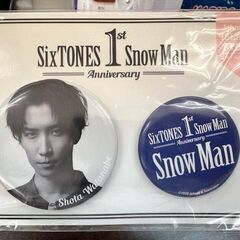 SixTONES 1st Snow Man
Anniversary
Shota Watanabe
SixTONES 1st Snow Man
Anniversary
Snow Man